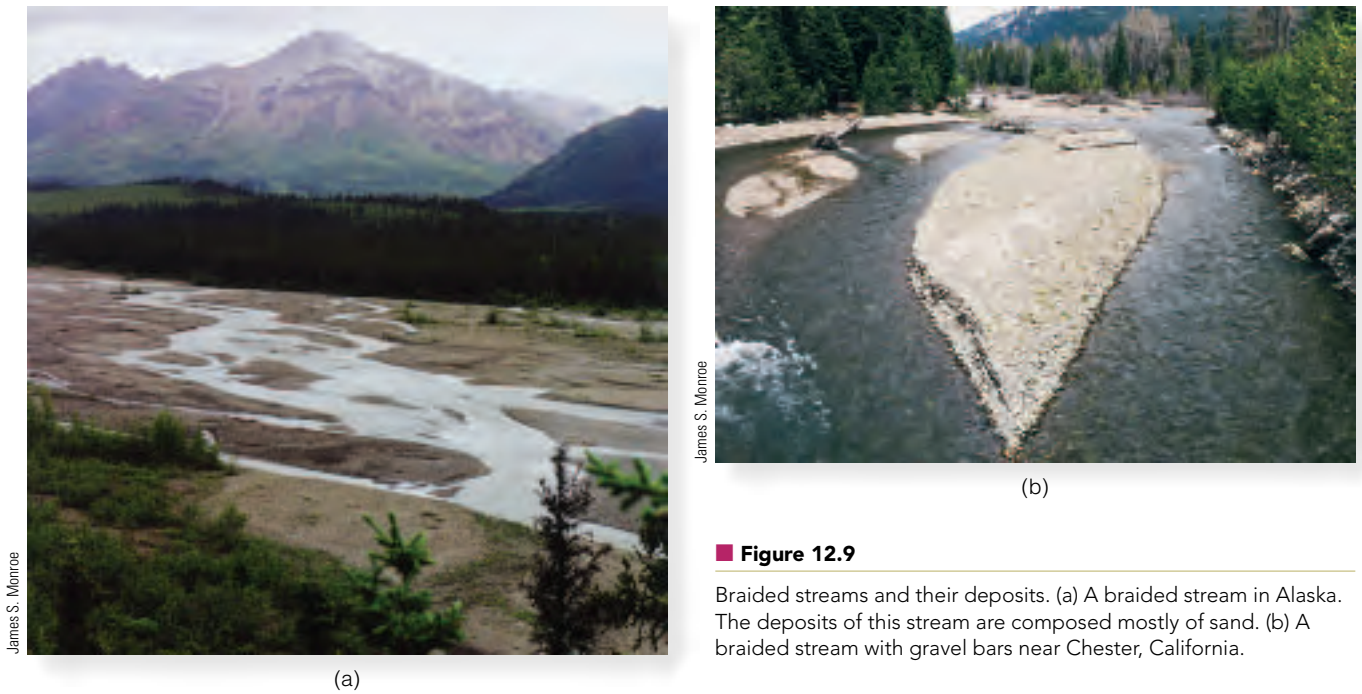 James S. Monroe
(a)
James S. Monroe
(b)
■ Figure 12.9
Braided streams and their deposits. (a) A braided stream in Alaska.
The deposits of this stream are composed mostly of sand. (b) A
braided stream with gravel bars near Chester, California.